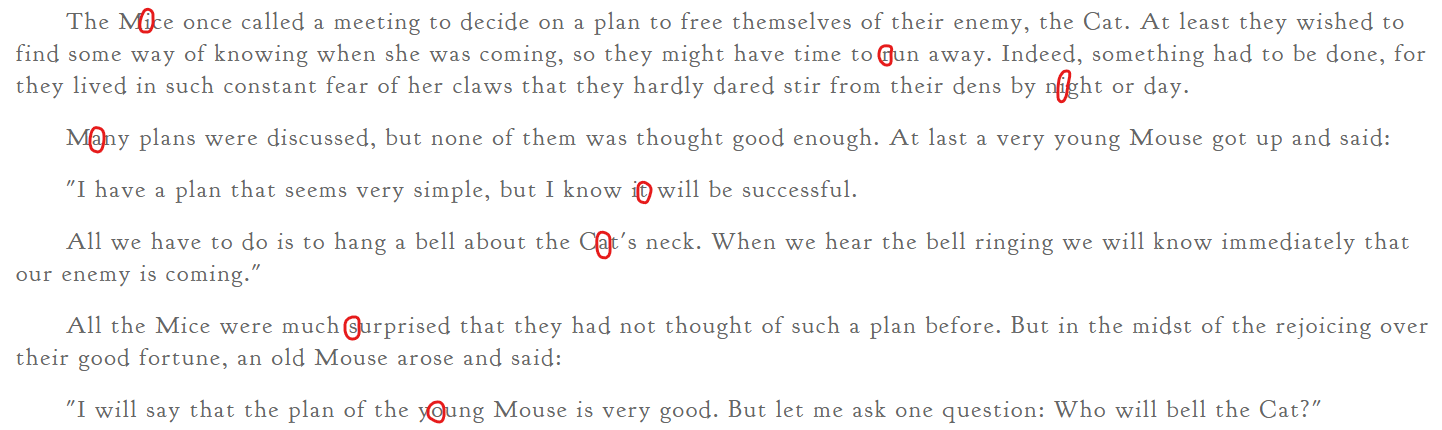 The Mice once called a meeting to decide on a plan to free themselves of their enemy, the Cat. At least they wished to
find some way of knowing when she was coming, so they might have time to run away. Indeed, something had to be done, for
they lived in such constant fear of her claws that they hardly dared stir from their dens by night or day.
Many plans were discussed, but none of them was thought good enough. At last a very young Mouse got up and said:
"I have a plan that seems very simple, but I know it will be successful.
All we have to do is to hang a bell about the Cat's neck. When we hear the bell ringing we will know immediately that
our enemy is coming."
All the Mice were much surprised that they had not thought of such a plan before. But in the midst of the rejoicing over
their good fortune, an old Mouse arose and said:
"I will say that the plan of the young Mouse is very good. But let me ask one question: Who will bell the Cat?"